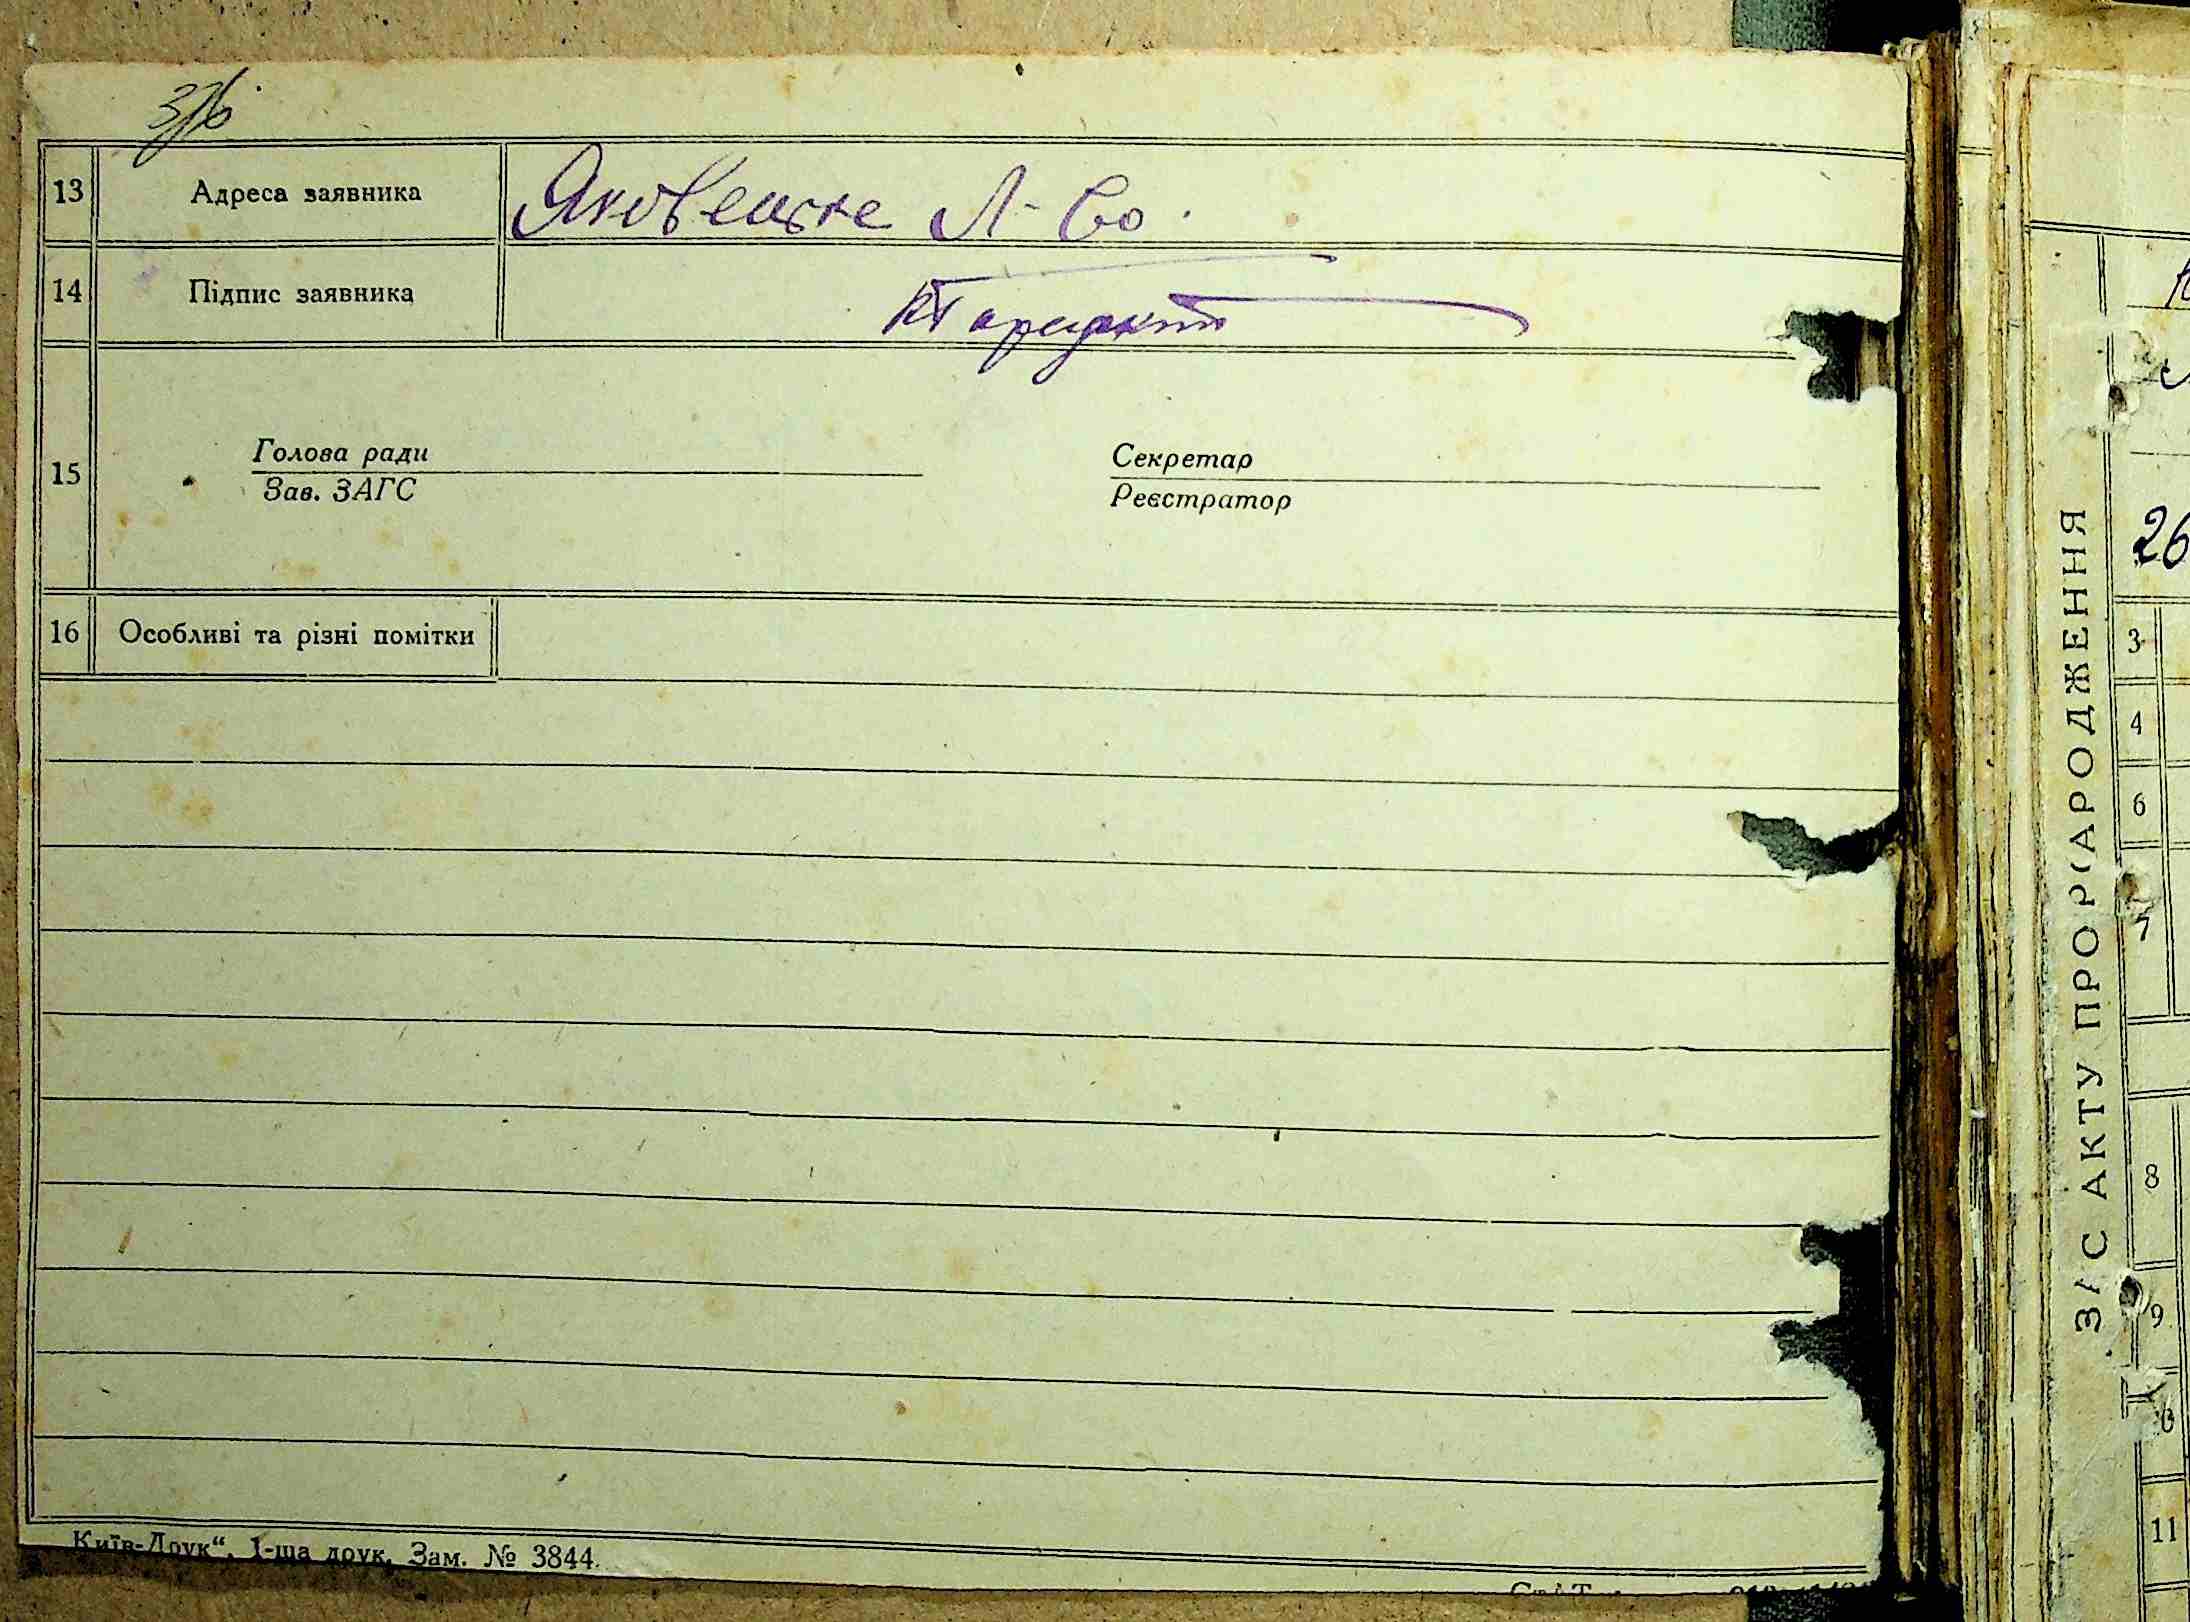 13 Адреса заявника Яковецьке Л-во.
14 Підпис заявника
15 Голова ради Секретар
Зав. ЗАГС Реєстратор
16 Особливі та різні помітки
Київ-Друк“. 1-ша друк. Зам. № 3844.
ЗА С АКТУ ПРО РОДЖЕННЯ
26
3
4
6
7
8
9
11